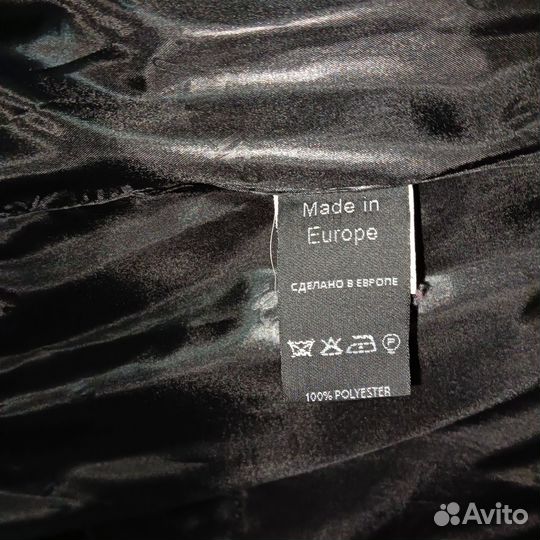 Made in
Europe
СДЕЛАНО В ЕВРОПЕ
P
100% POLYESTER
Avito